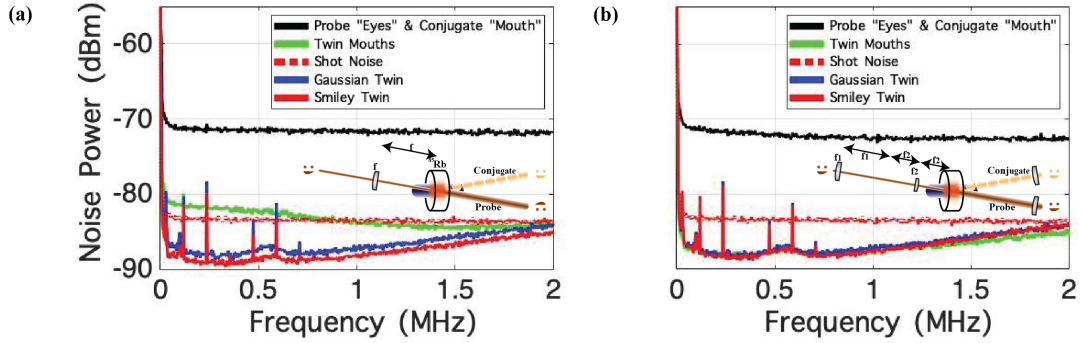 (a)
Noise Power (dBm)
-60
-70
-80
-90
Probe "Eyes" & Conjugate "Mouth"
Twin Mouths
Shot Noise
Gaussian Twin
Smiley Twin
f
f
Rb
Conjugate
Probe
0
0.5
1
1.5
2
Frequency (MHz)
(b)
Probe "Eyes" & Conjugate "Mouth"
Twin Mouths
Shot Noise
Gaussian Twin
Smiley Twin
f1
f1
f2
f2
f2
Conjugate
Probe
0
0.5
1
1.5
2
Frequency (MHz)